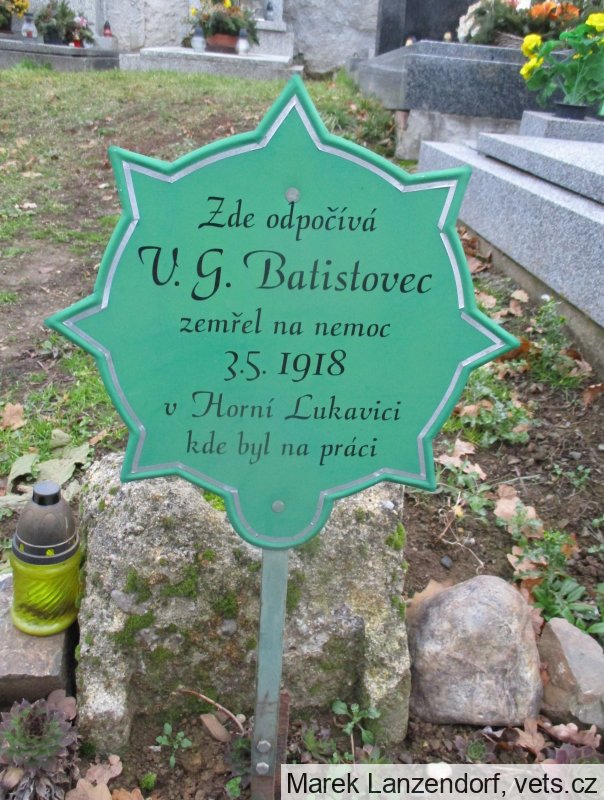 Zde odpočívá
V. G. Batistovec
zemřel na nemoc
3.5. 1918
v Horní Lukavici
kde byl na práci
Marek Lanzendorf, vets.cz